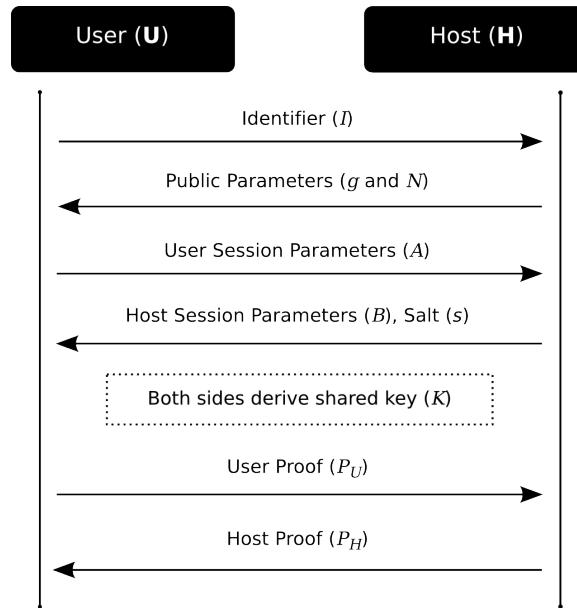 User (U)
Host (H)
Identifier (I)
Public Parameters (g and N)
User Session Parameters (A)
Host Session Parameters (B), Salt (s)
Both sides derive shared key (K)
User Proof (P_U)
Host Proof (P_H)